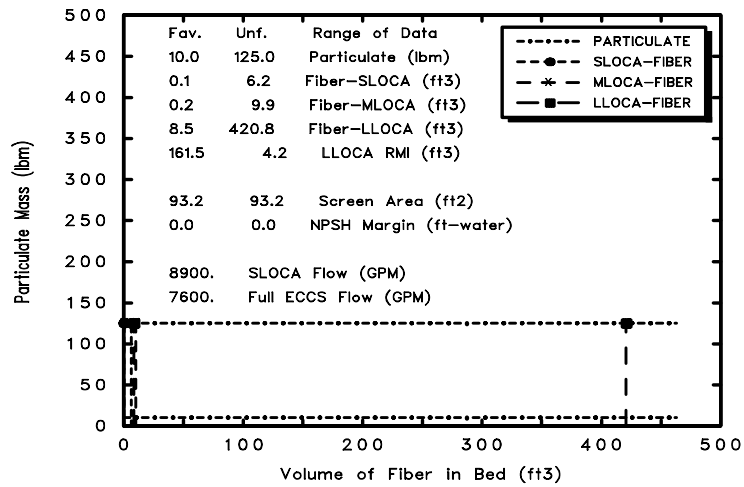 500
450
400
350
300
250
200
150
100
50
0
Particulate Mass (lbm)
Fav. Unf. Range of Data
10.0 125.0 Particulate (lbm)
0.1 6.2 Fiber-SLOCA (ft3)
0.2 9.9 Fiber-MLOCA (ft3)
8.5 420.8 Fiber-LLOCA (ft3)
161.5 4.2 LLOCA RMI (ft3)
93.2 93.2 Screen Area (ft2)
0.0 0.0 NPSH Margin (ft-water)
8900. SLOCA Flow (GPM)
7600. Full ECCS Flow (GPM)
PARTICULATE
SLOCA-FIBER
MLOCA-FIBER
LLOCA-FIBER
0 100 200 300 400 500
Volume of Fiber in Bed (ft3)